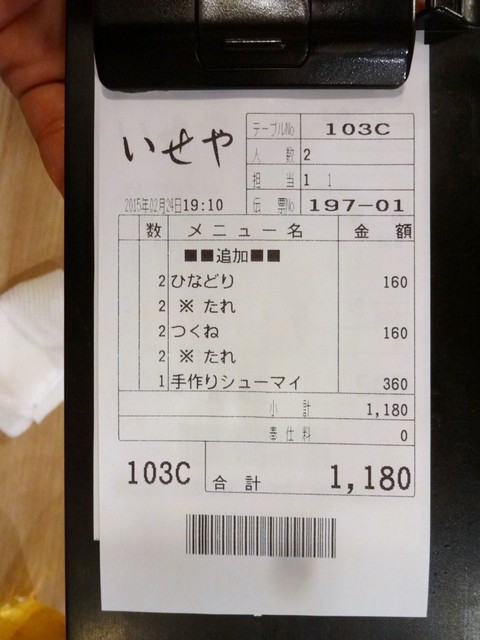 いせや
テーブルNo 103C
人数 2
担当 1 1
2015年02月24日19:10
伝票No 197-01
数 メニュー名 金額
■■追加■■
2 ひなどり 160
2 ※ たれ
2 つくね 160
2 ※ たれ
1 手作りシューマイ 360
小計 1,180
奉仕料 0
103C 合計 1,180